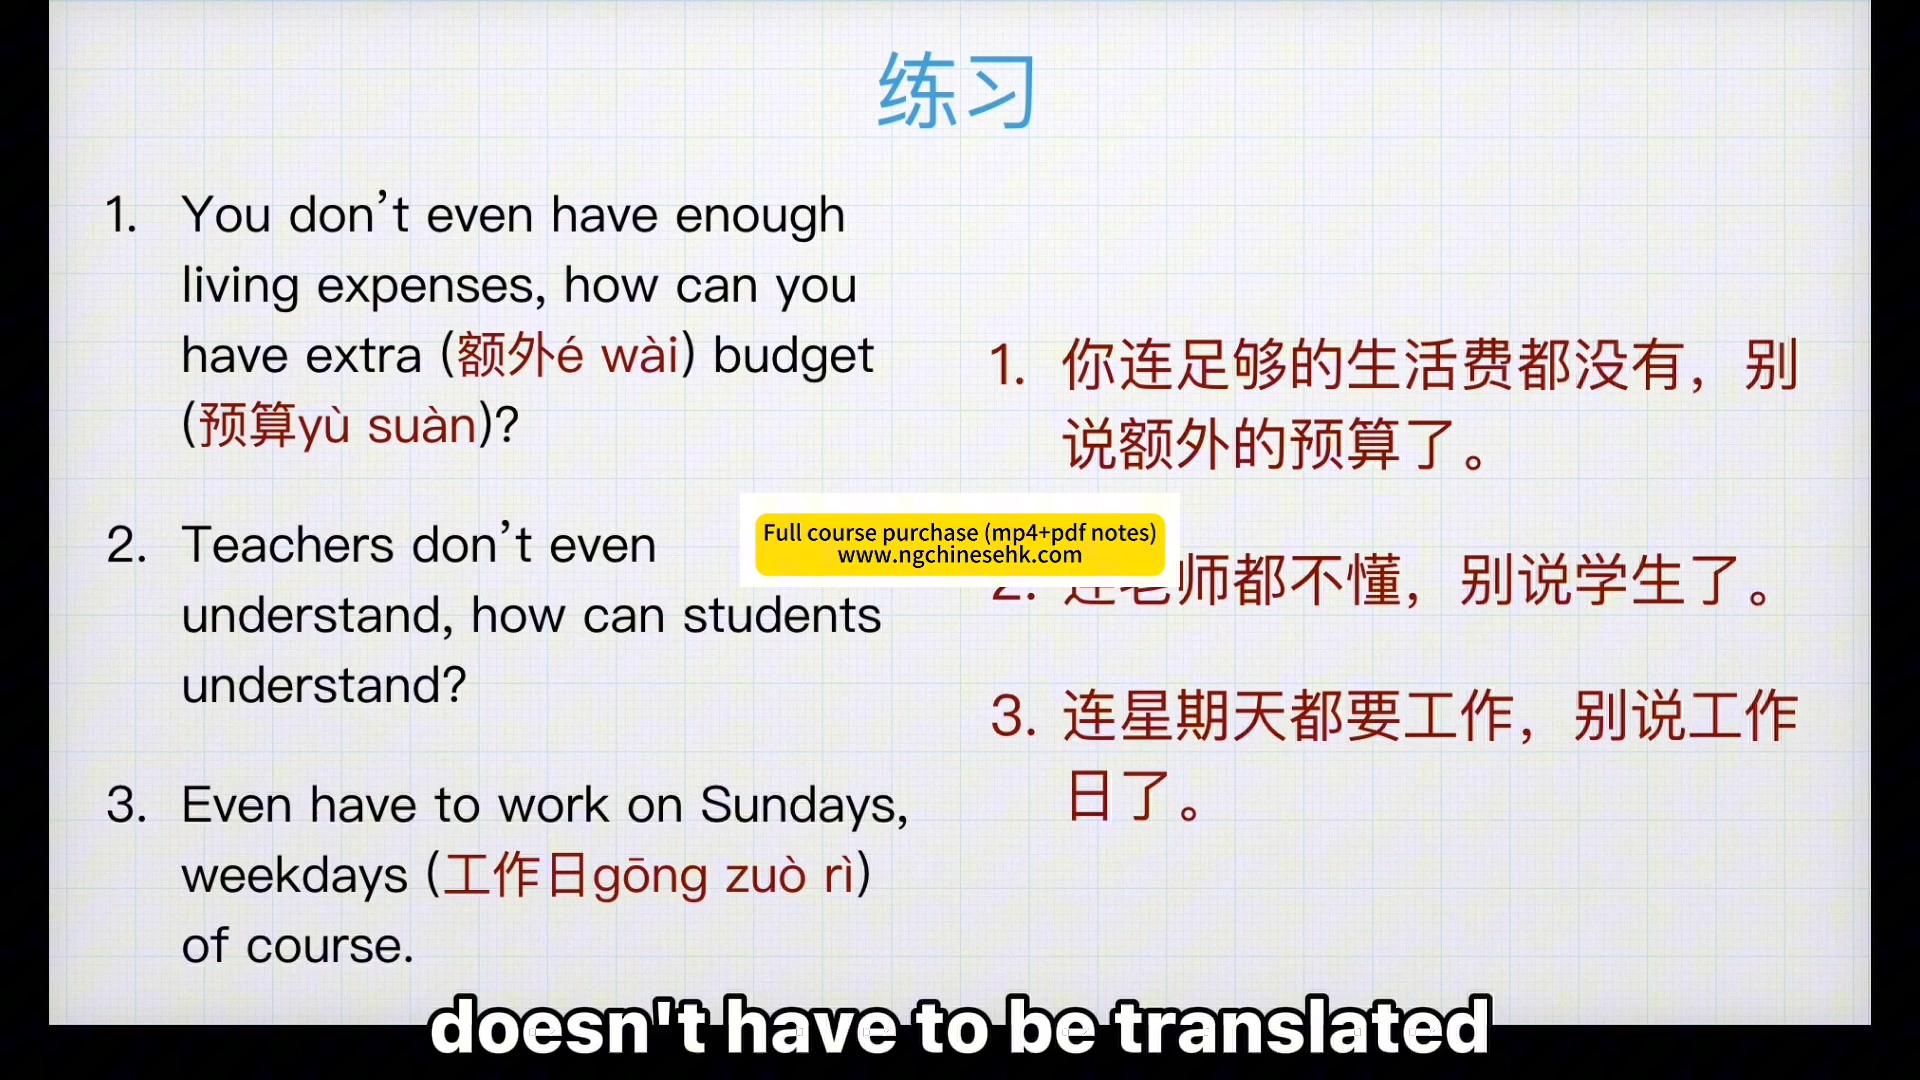 练习
1. You don’t even have enough
living expenses, how can you
have extra (额外é wài) budget
(预算yù suàn)?
2. Teachers don’t even
understand, how can students
understand?
3. Even have to work on Sundays,
weekdays (工作日gōng zuò rì)
of course.
1. 你连足够的生活费都没有，别
说额外的预算了。
Full course purchase (mp4+pdf notes)
www.ngchinesehk.com
2. 连老师都不懂，别说学生了。
3. 连星期天都要工作，别说工作
日了。
doesn't have to be translated